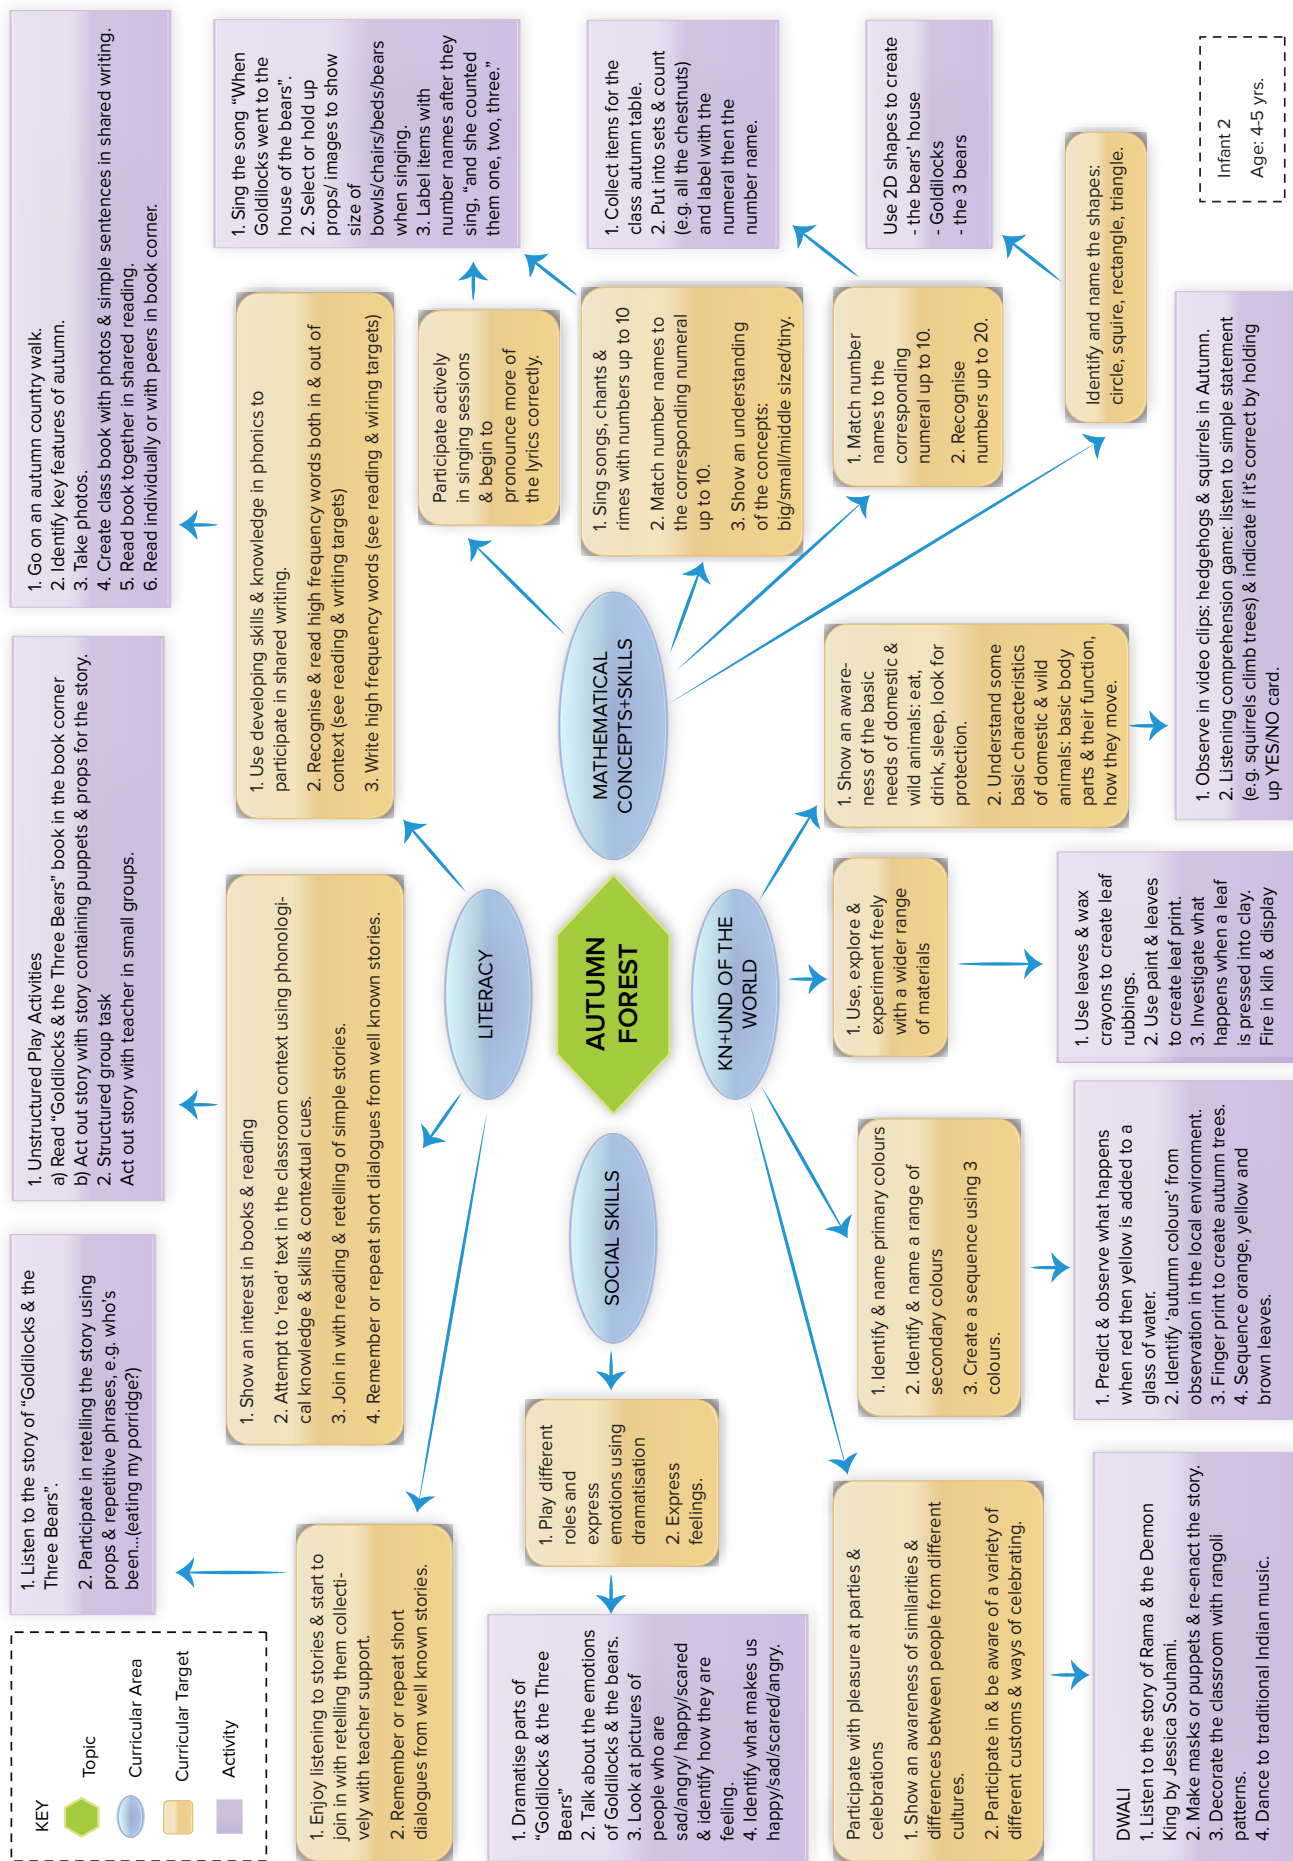 KEY
Topic
Curricular Area
Curricular Target
Activity
1. Listen to the story of “Goldilocks & the
Three Bears”.
2. Participate in retelling the story using
props & repetitive phrases, e.g. who’s
been...(eating my porridge?)
1. Unstructured Play Activities
a) Read “Goldilocks & the Three Bears” book in the book corner
b) Act out story with story containing puppets & props for the story.
2. Structured group task
Act out story with teacher in small groups.
1. Go on an autumn country walk.
2. Identify key features of autumn.
3. Take photos.
4. Create class book with photos & simple sentences in shared writing.
5. Read book together in shared reading.
6. Read individually or with peers in book corner.
1. Enjoy listening to stories & start to
join in with retelling them collecti-
vely with teacher support.
2. Remember or repeat short
dialogues from well known stories.
1. Show an interest in books & reading
2. Attempt to ‘read’ text in the classroom context using phonologi-
cal knowledge & skills & contextual cues.
3. Join in with reading & retelling of simple stories.
4. Remember or repeat short dialogues from well known stories.
1. Use developing skills & knowledge in phonics to
participate in shared writing.
2. Recognise & read high frequency words both in & out of
context (see reading & writing targets)
3. Write high frequency words (see reading & wiring targets)
1. Sing the song “When
Goldilocks went to the
house of the bears”.
2. Select or hold up
props/ images to show
size of
bowls/chairs/beds/bears
when singing.
3. Label items with
number names after they
sing, “and she counted
them one, two, three.”
LITERACY
Participate actively
in singing sessions
& begin to
pronounce more of
the lyrics correctly.
1. Dramatise parts of
“Goldilocks & the Three
Bears”
2. Talk about the emotions
of Goldilocks & the bears.
3. Look at pictures of
people who are
sad/angry/ happy/scared
& identify how they are
feeling.
4. Identify what makes us
happy/sad/scared/angry.
1. Play different
roles and
express
emotions using
dramatisation
2. Express
feelings.
SOCIAL SKILLS
AUTUMN
FOREST
MATHEMATICAL
CONCEPTS+SKILLS
1. Sing songs, chants &
rimes with numbers up to 10
2. Match number names to
the corresponding numeral
up to 10.
3. Show an understanding
of the concepts:
big/small/middle sized/tiny.
1. Collect items for the
class autumn table.
2. Put into sets & count
(e.g. all the chestnuts)
and label with the
numeral then the
number name.
KN+UND OF THE
WORLD
Participate with pleasure at parties &
celebrations
1. Show an awareness of similarities &
differences between people from different
cultures.
2. Participate in & be aware of a variety of
different customs & ways of celebrating.
1. Identify & name primary colours
2. Identify & name a range of
secondary colours
3. Create a sequence using 3
colours.
1. Use, explore &
experiment freely
with a wider range
of materials
1. Show an aware-
ness of the basic
needs of domestic &
wild animals: eat,
drink, sleep, look for
protection.
2. Understand some
basic characteristics
of domestic & wild
animals: basic body
parts & their function,
how they move.
1. Match number
names to the
corresponding
numeral up to 10.
2. Recognise
numbers up to 20.
Use 2D shapes to create
- the bears’ house
- Goldilocks
- the 3 bears
Identify and name the shapes:
circle, squire, rectangle, triangle.
DWALI
1. Listen to the story of Rama & the Demon
King by Jessica Souhami.
2. Make masks or puppets & re-enact the story.
3. Decorate the classroom with rangoli
patterns.
4. Dance to traditional Indian music.
1. Predict & observe what happens
when red then yellow is added to a
glass of water.
2. Identify ‘autumn colours’ from
observation in the local environment.
3. Finger print to create autumn trees.
4. Sequence orange, yellow and
brown leaves.
1. Use leaves & wax
crayons to create leaf
rubbings.
2. Use paint & leaves
to create leaf print.
3. Investigate what
happens when a leaf
is pressed into clay.
Fire in kiln & display
1. Observe in video clips: hedgehogs & squirrels in Autumn.
2. Listening comprehension game: listen to simple statement
(e.g. squirrels climb trees) & indicate if it’s correct by holding
up YES/NO card.
Infant 2
Age: 4-5 yrs.